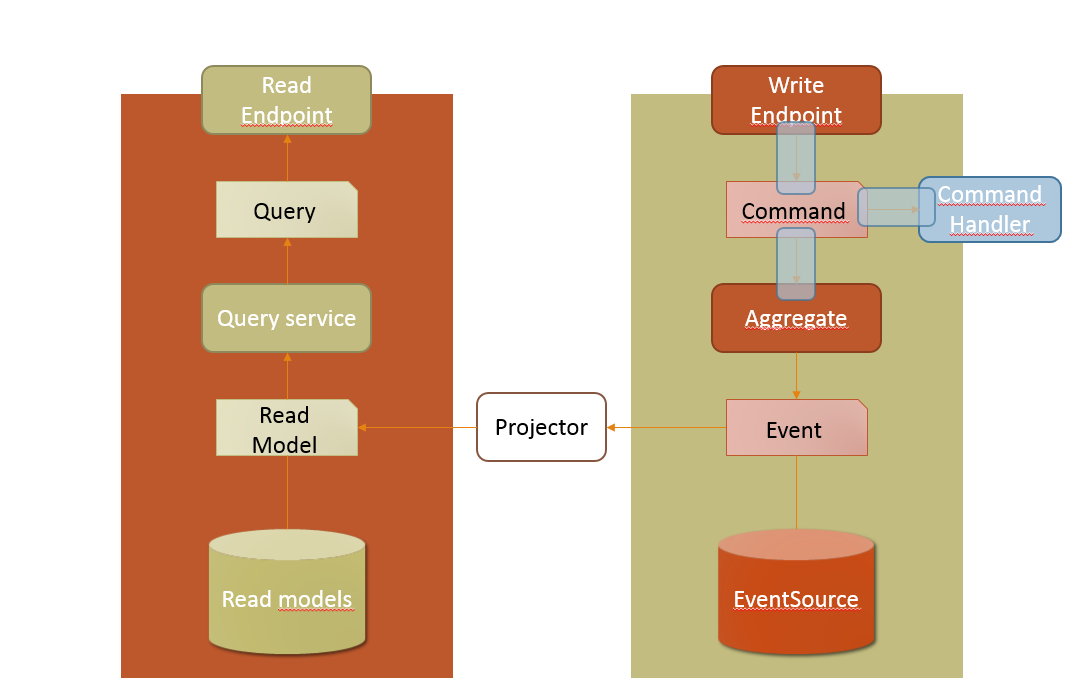 Read
Endpoint
Query
Query service
Read
Model
Read models
Projector
Write
Endpoint
Command
Command
Handler
Aggregate
Event
EventSource